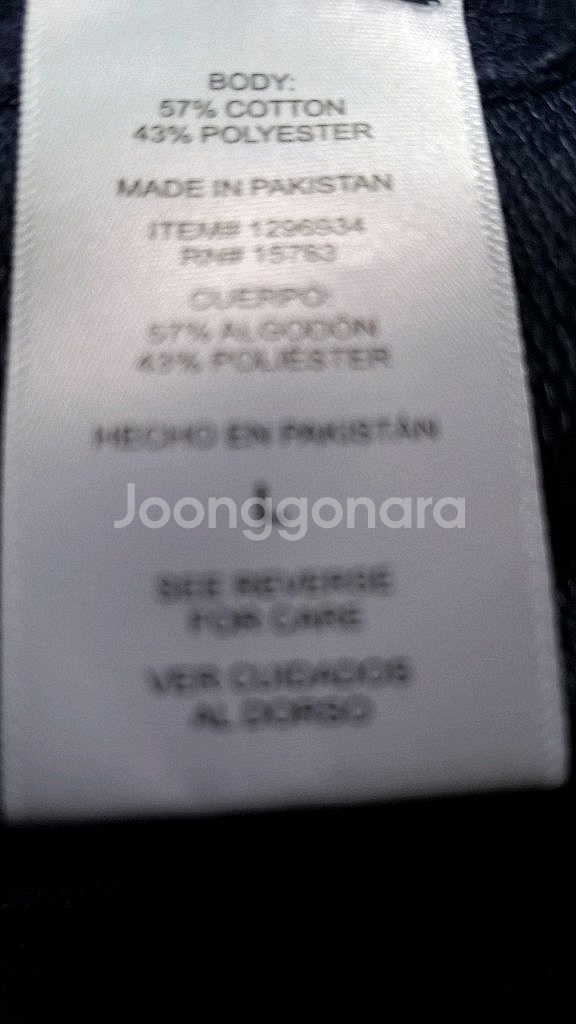 BODY:
57% COTTON
43% POLYESTER
MADE IN PAKISTAN
ITEM# 1296934
RN# 15763
CUERPO:
57% ALGODÓN
43% POLIÉSTER
HECHO EN PAKISTÁN
L
Joonggonara
SEE REVERSE
FOR CARE
VER CUIDADOS
AL DORSO